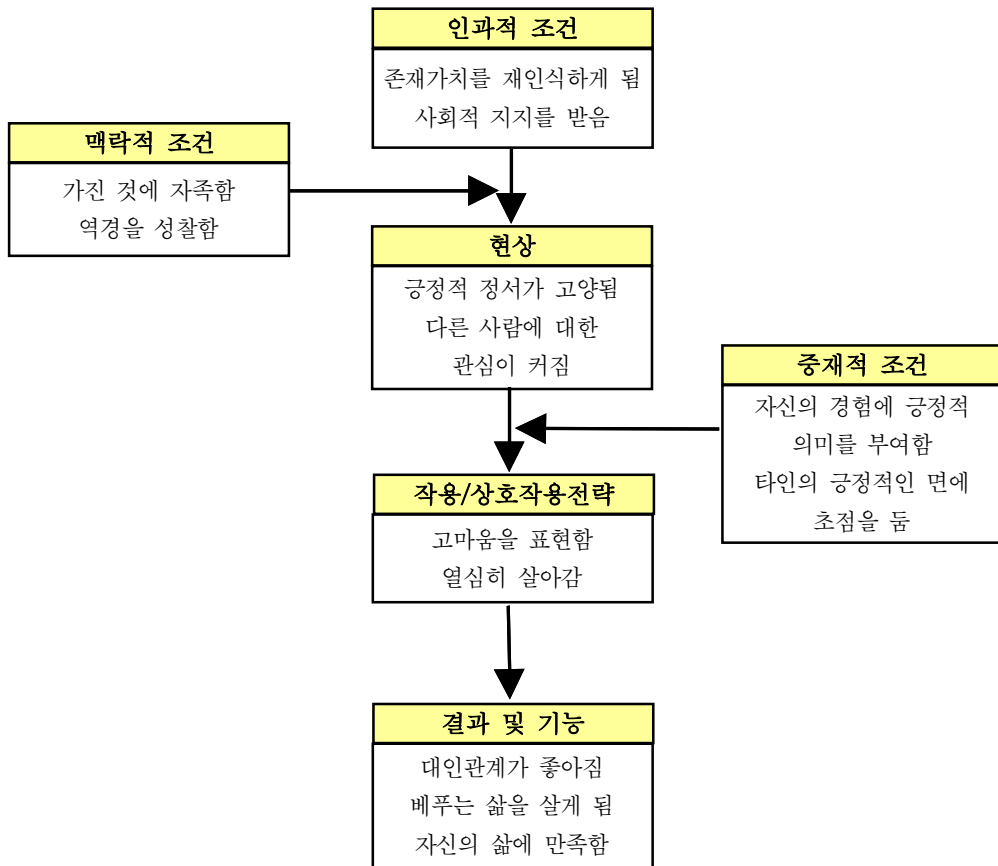 인과적 조건
존재가치를 재인식하게 됨
사회적 지지를 받음
맥락적 조건
가진 것에 자족함
역경을 성찰함
현상
긍정적 정서가 고양됨
다른 사람에 대한
관심이 커짐
중재적 조건
자신의 경험에 긍정적
의미를 부여함
타인의 긍정적인 면에
초점을 둠
작용/상호작용전략
고마움을 표현함
열심히 살아감
결과 및 기능
대인관계가 좋아짐
베푸는 삶을 살게 됨
자신의 삶에 만족함